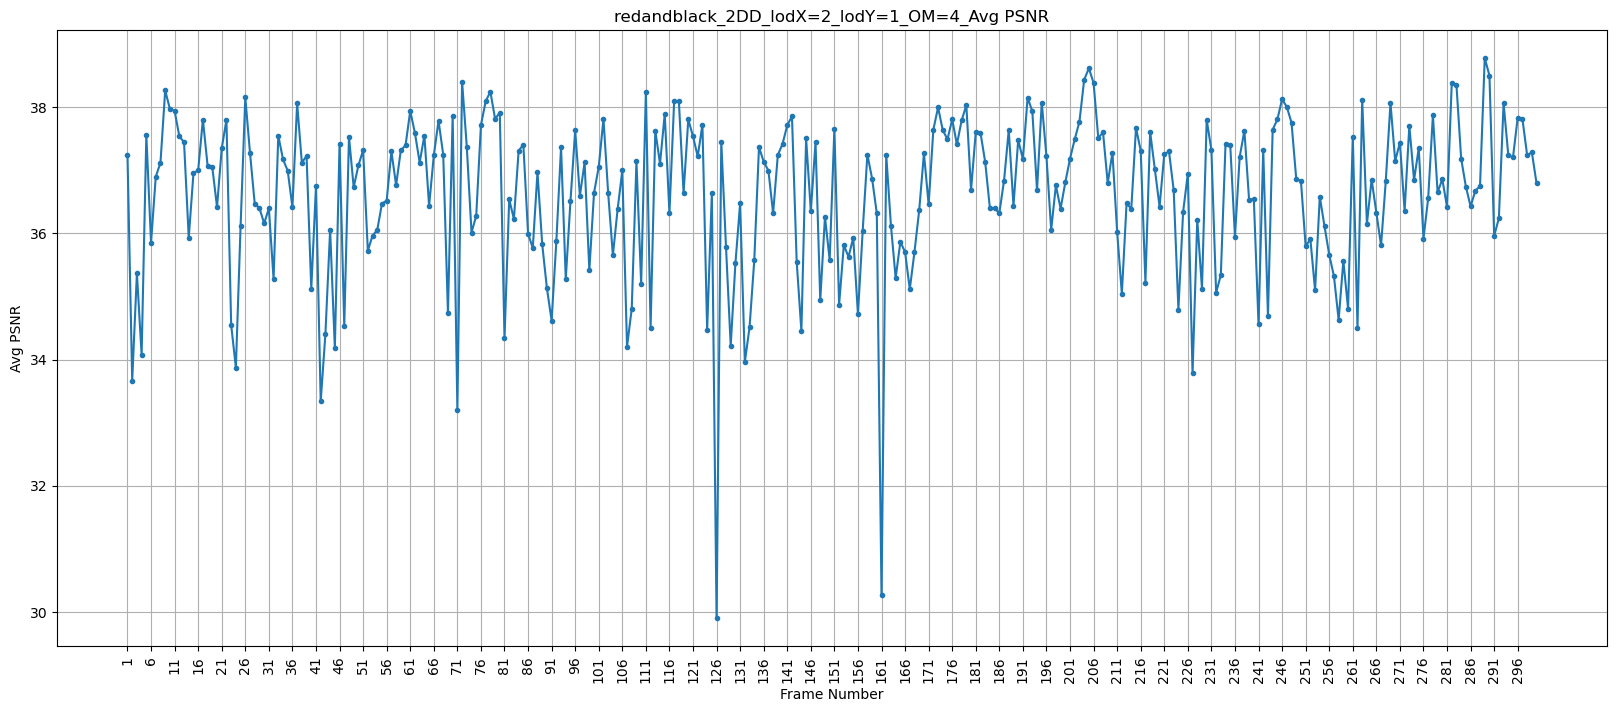 redandblack_2DD_lodX=2_lodY=1_OM=4_Avg PSNR
Avg PSNR
38
36
34
32
30
1 6 11 16 21 26 31 36 41 46 51 56 61 66 71 76 81 86 91 96 101 106 111 116 121 126 131 136 141 146 151 156 161 166 171 176 181 186 191 196 201 206 211 216 221 226 231 236 241 246 251 256 261 266 271 276 281 286 291 296
Frame Number